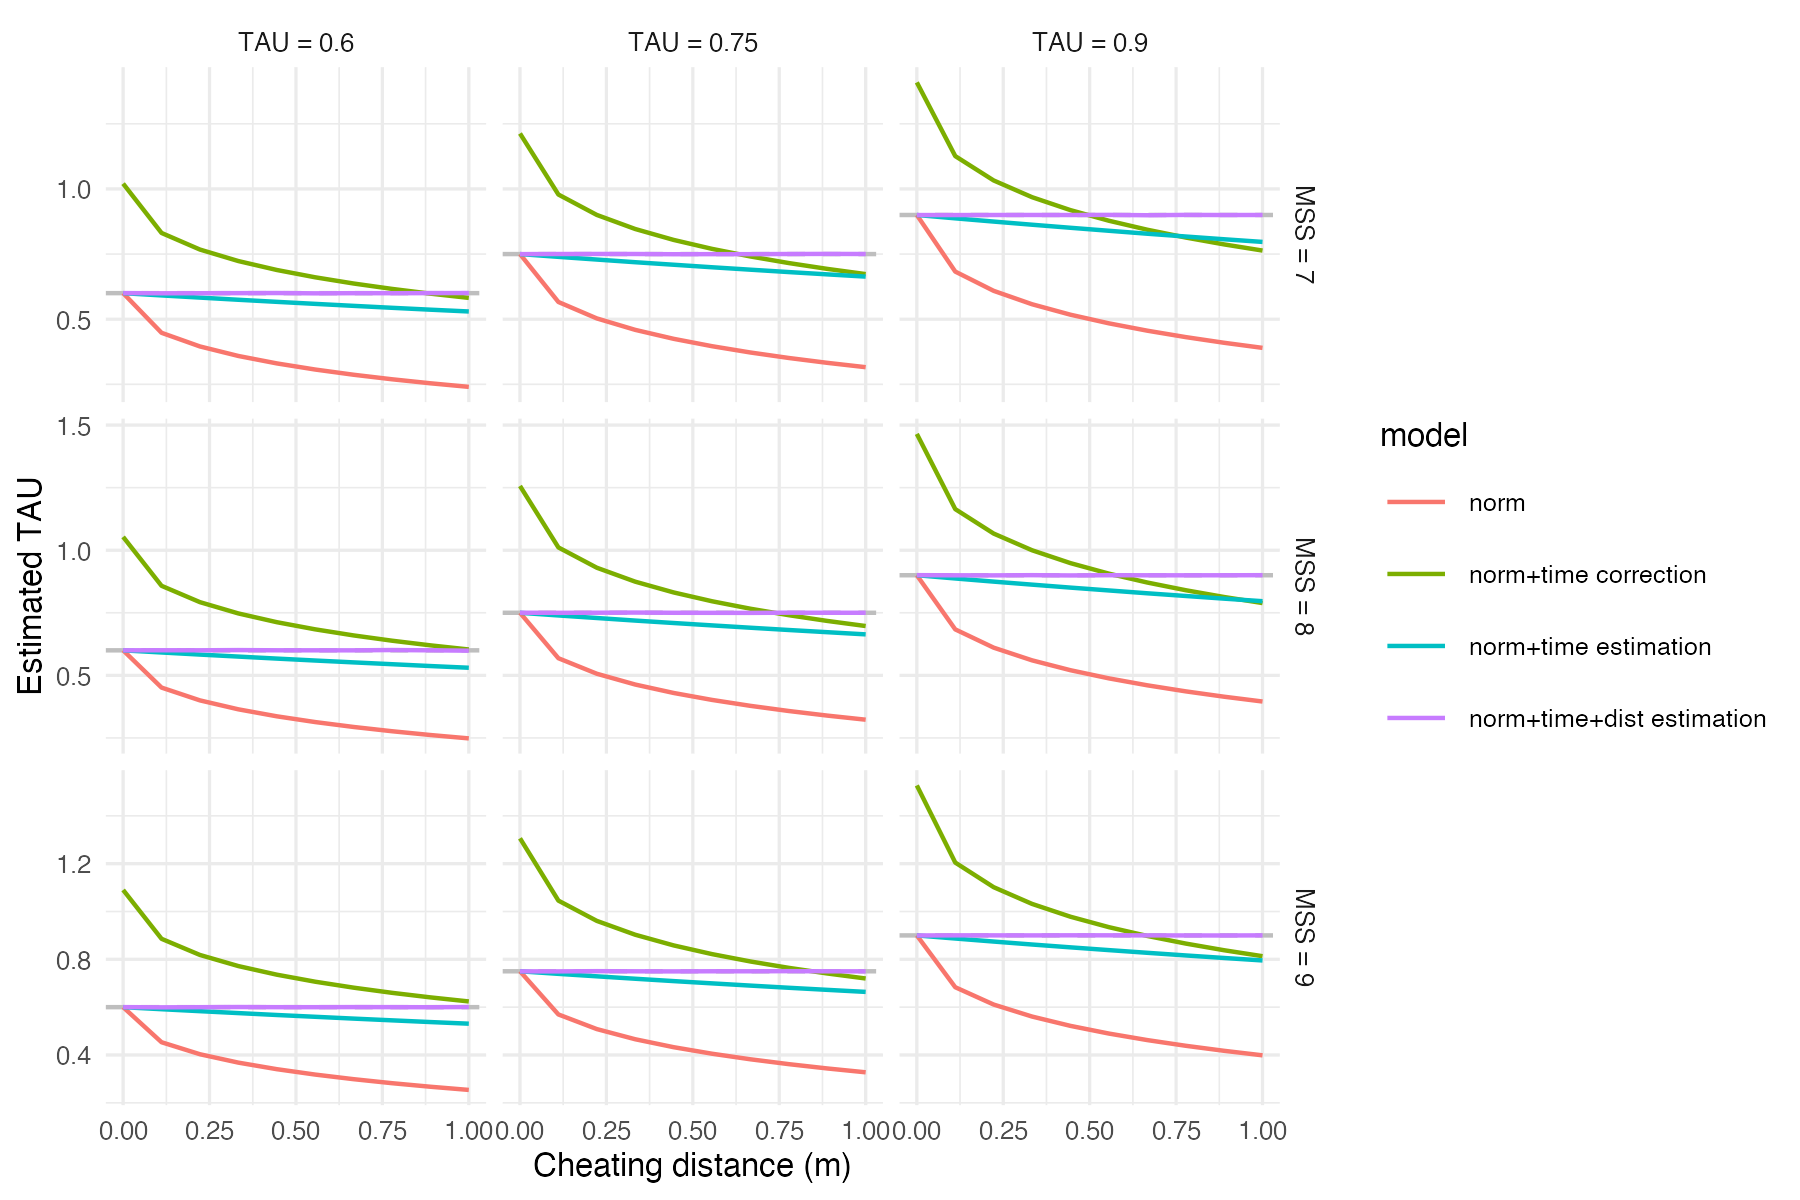 TAU = 0.6
TAU = 0.75
TAU = 0.9
1.0
0.5
MSS = 7
1.5
1.0
0.5
MSS = 8
1.2
0.8
0.4
MSS = 9
Estimated TAU
0.00 0.25 0.50 0.75 1.00
0.00 0.25 0.50 0.75 1.00
0.00 0.25 0.50 0.75 1.00
Cheating distance (m)
model
norm
norm+time correction
norm+time estimation
norm+time+dist estimation